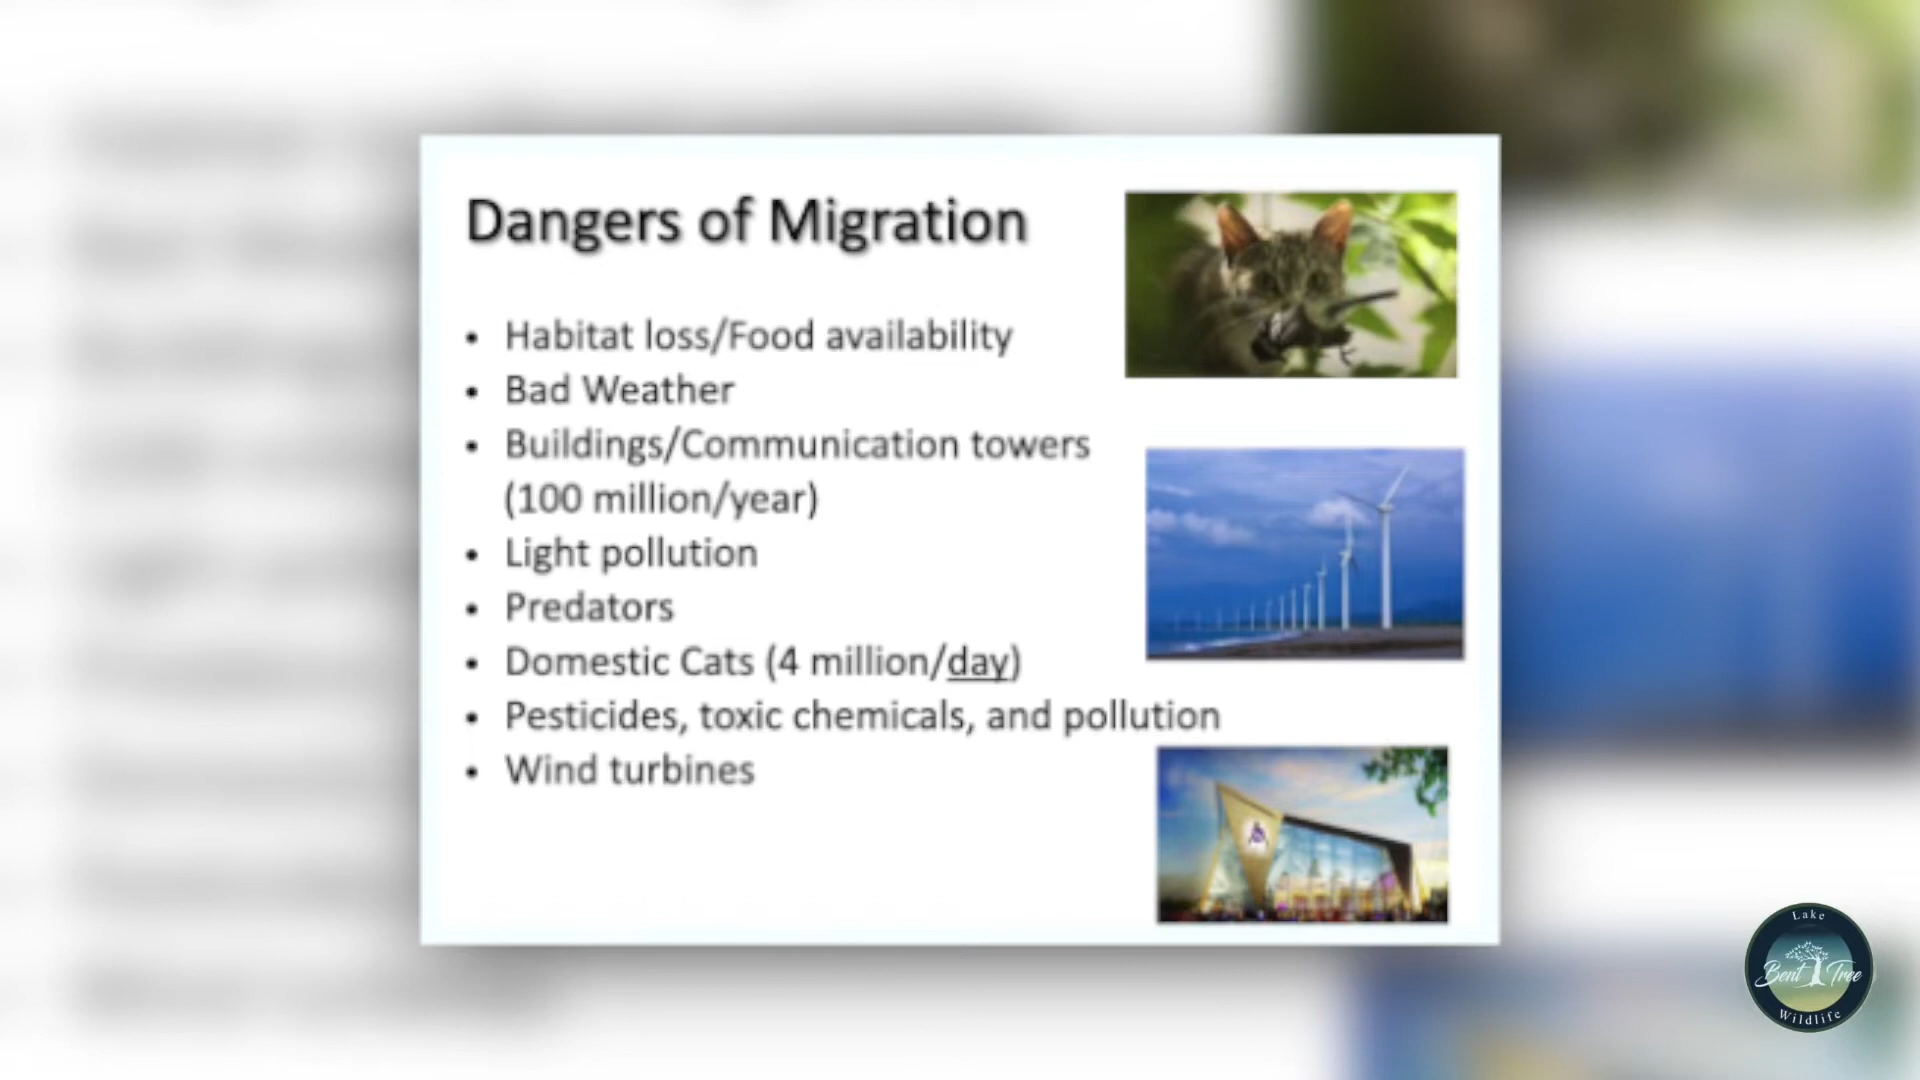 Dangers of Migration
• Habitat loss/Food availability
• Bad Weather
• Buildings/Communication towers
(100 million/year)
• Light pollution
• Predators
• Domestic Cats (4 million/day)
• Pesticides, toxic chemicals, and pollution
• Wind turbines
Lake
Bent Tree
Wildlife